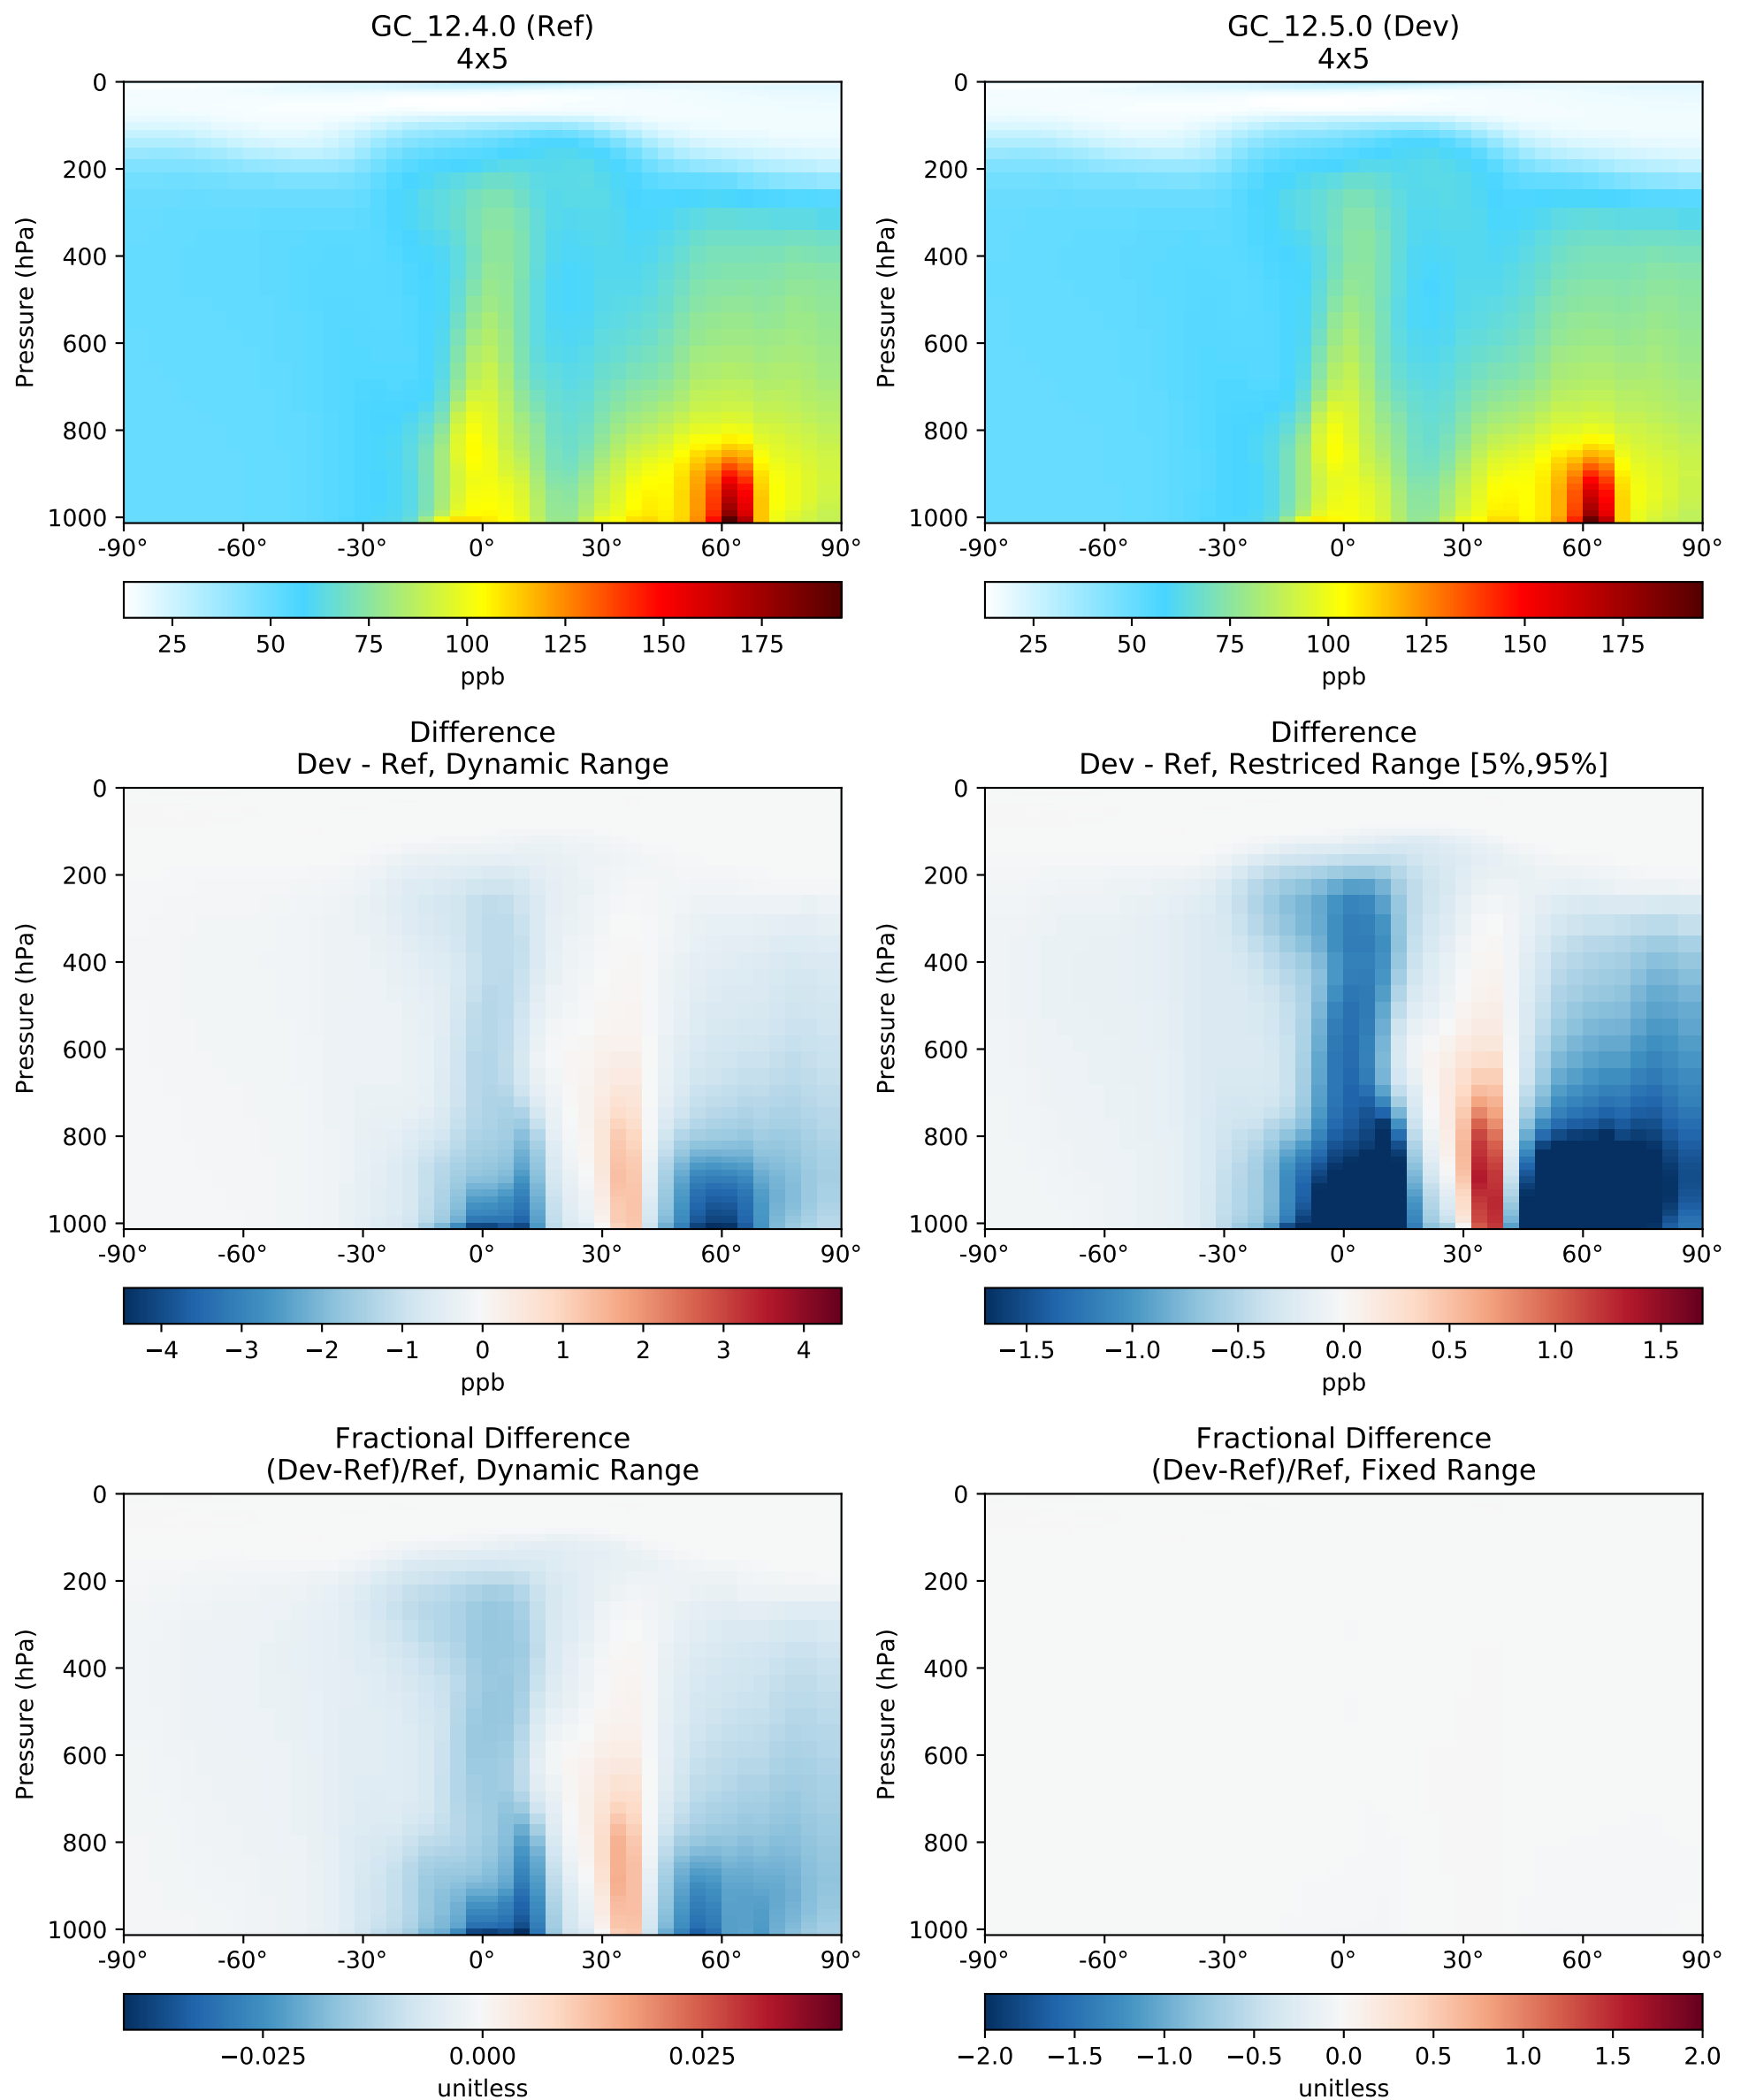 GC_12.4.0 (Ref)
4x5
0
200
400
600
800
1000
Pressure (hPa)
-90° -60° -30° 0° 30° 60° 90°
25 50 75 100 125 150 175
ppb
GC_12.5.0 (Dev)
4x5
0
200
400
600
800
1000
Pressure (hPa)
-90° -60° -30° 0° 30° 60° 90°
25 50 75 100 125 150 175
ppb
Difference
Dev - Ref, Dynamic Range
0
200
400
600
800
1000
Pressure (hPa)
-90° -60° -30° 0° 30° 60° 90°
−4 −3 −2 −1 0 1 2 3 4
ppb
Difference
Dev - Ref, Restriced Range [5%,95%]
0
200
400
600
800
1000
Pressure (hPa)
-90° -60° -30° 0° 30° 60° 90°
−1.5 −1.0 −0.5 0.0 0.5 1.0 1.5
ppb
Fractional Difference
(Dev-Ref)/Ref, Dynamic Range
0
200
400
600
800
1000
Pressure (hPa)
-90° -60° -30° 0° 30° 60° 90°
−0.025 0.000 0.025
unitless
Fractional Difference
(Dev-Ref)/Ref, Fixed Range
0
200
400
600
800
1000
Pressure (hPa)
-90° -60° -30° 0° 30° 60° 90°
−2.0 −1.5 −1.0 −0.5 0.0 0.5 1.0 1.5 2.0
unitless